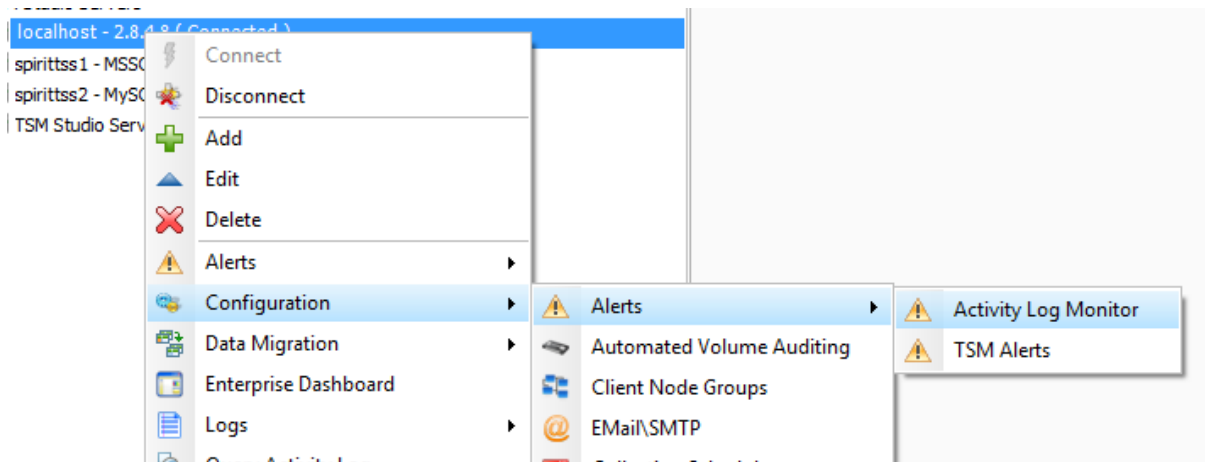 localhost - 2.8.4.8 ( Connected )
spirittss1 - MSSQ
spirittss2 - MySQ
TSM Studio Serv
Connect
Disconnect
Add
Edit
Delete
Alerts
Configuration
Data Migration
Enterprise Dashboard
Logs
Alerts
Automated Volume Auditing
Client Node Groups
EMail\SMTP
Activity Log Monitor
TSM Alerts